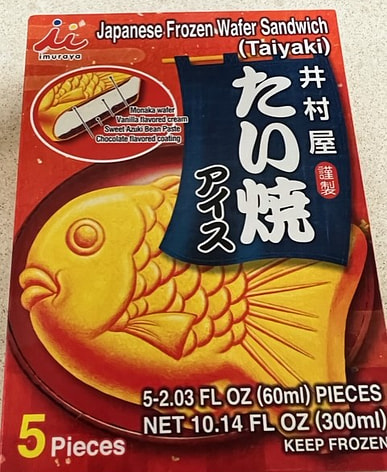 imuraya
Japanese Frozen Wafer Sandwich
(Taiyaki)
Monaka wafer
Vanilla flavored cream
Sweet Azuki Bean Paste
Chocolate flavored coating
井村屋
謹製
たい焼
アイス
5-2.03 FL OZ (60ml) PIECES
NET 10.14 FL OZ (300ml)
KEEP FROZEN
5 Pieces